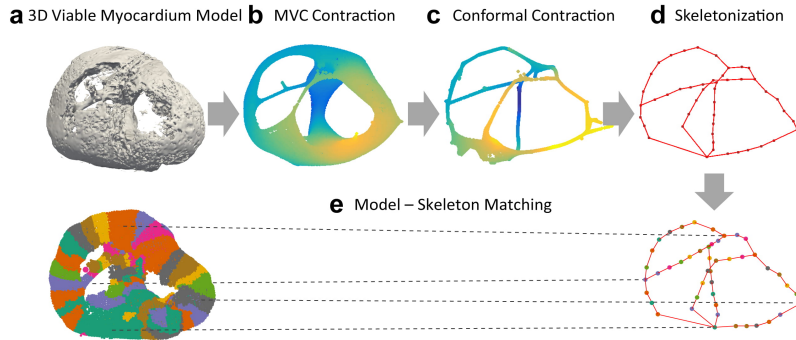 a 3D Viable Myocardium Model
b MVC Contraction
c Conformal Contraction
d Skeletonization
e Model – Skeleton Matching